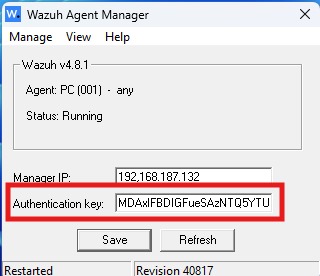 W. Wazuh Agent Manager
Manage View Help
Wazuh v4.8.1
Agent: PC (001) - any
Status: Running
Manager IP: 192.168.187.132
Authentication key: MDAxIFBDIGFueSAzNTQ5YTU
Save Refresh
Restarted Revision 40817